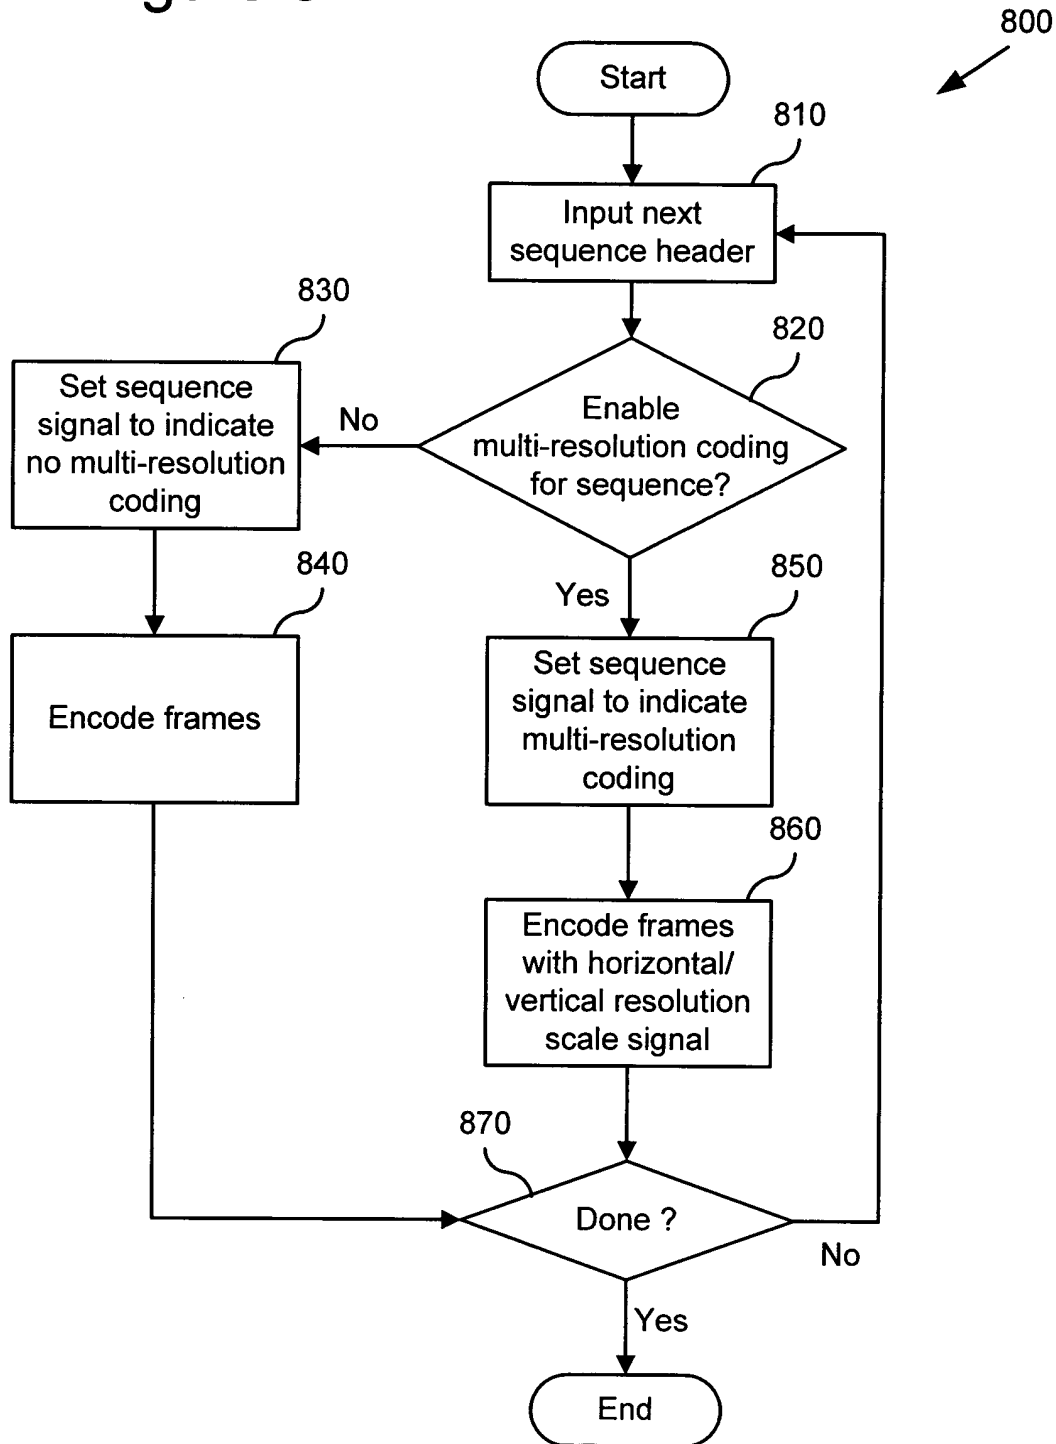 800
Start
810
Input next
sequence header
830
820
Set sequence
signal to indicate
no multi-resolution
coding
No
Enable
multi-resolution coding
for sequence?
840
Yes
850
Encode frames
Set sequence
signal to indicate
multi-resolution
coding
860
Encode frames
with horizontal/
vertical resolution
scale signal
870
Done ?
No
Yes
End